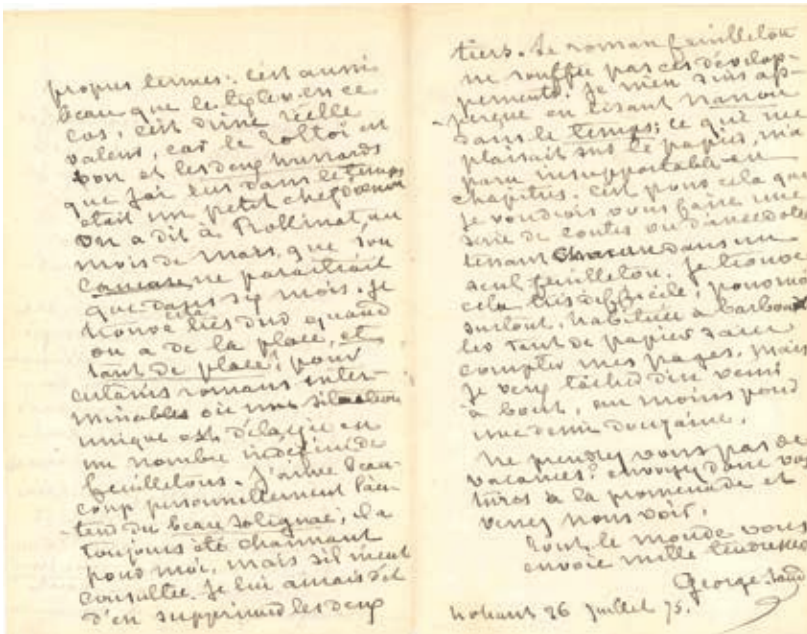 propres termes. c'est aussi
beau que le texte. en ce
cas, c'est d'une réelle
valeur, car le Tolstoï est
bon et les deux hussards
que j'ai lus dans le temps
était un petit chef d'œuvre
On a dit à Rollinat, au
mois de Mars, que son
ne paraîtrait
que dans six mois. Je
trouve cela très dur quand
on a de la place, et
tant de place! pour
certains romans inter-
minables où une situation
unique est délayée en
un nombre indéfini de
feuilletons. J'aime beau-
coup personnellement l'au-
teur du beau Solignac, il a
toujours été charmant
pour moi, mais s'il m'eut
consultée, je lui aurais dit
d'en supprimer les deux
tiers. Le roman feuilleton
ne souffre pas ces dévelop-
pements. Je m'en suis ap-
perçue en lisant Nanon
dans le temps; ce qui me
plaisait sur le papier, m'a
paru insupportable en
chapitres. C'est pour cela que
je voudrais vous faire une
série de contes ou d'anecdotes
tenant chacun dans un
seul feuilleton. Je trouve
cela très difficile, pour moi
surtout, habituée à barbouil-
ler tant de papier sans
compter mes pages. Mais
je veux tâcher d'en venir
à bout, au moins pour
une demi douzaine.
Ne prendrez vous pas de
vacances? envoyez donc vos
à la promenade et
venez nous voir.
Tout le monde vous
envoie mille tendresses
George Sand
Nohant 26 juillet 75.